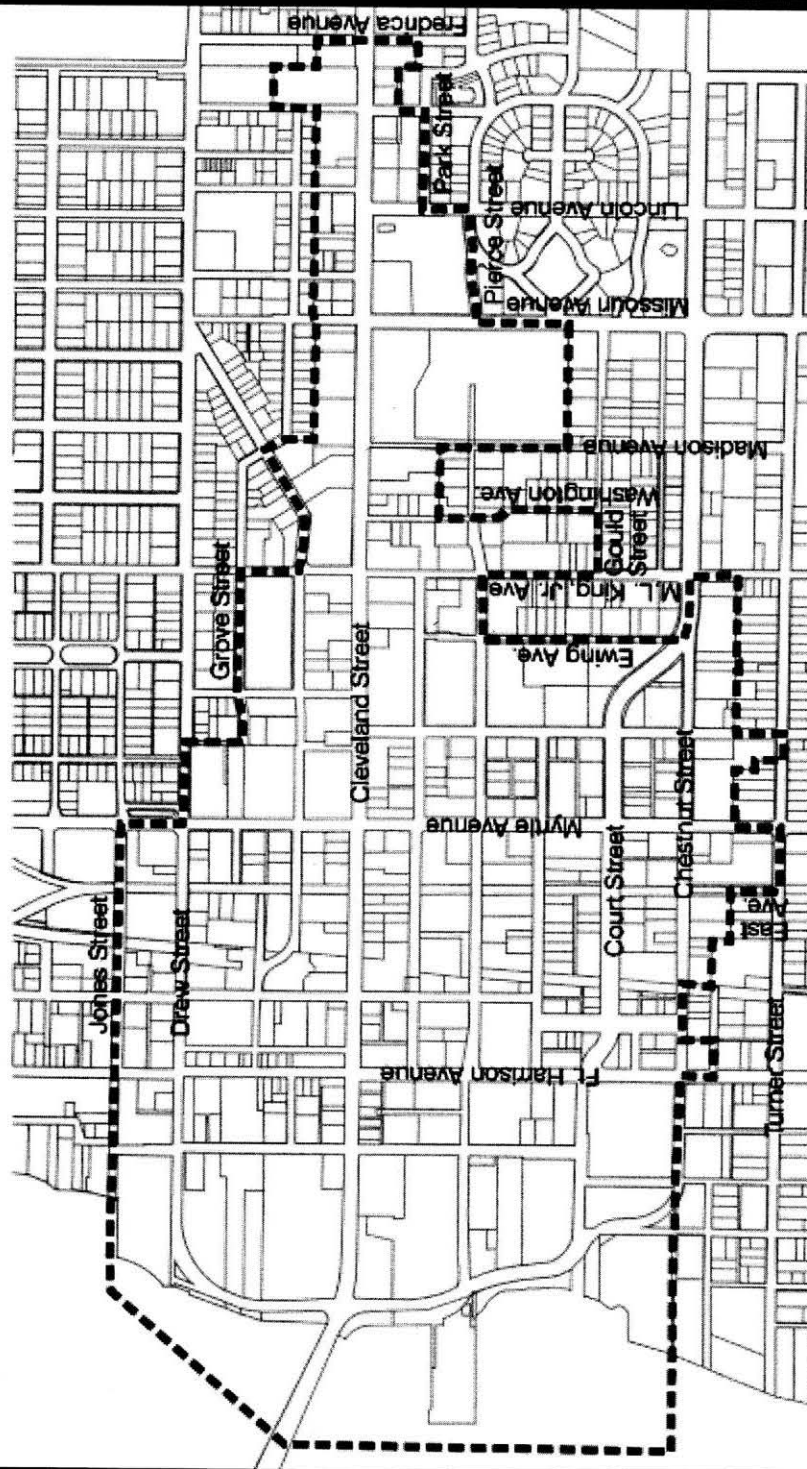 Fredrica Avenue
Park Street
Lincoln Avenue
Pierce Street
Missouri Avenue
Madison Avenue
Washington Ave.
Gould
Street
M.L. King, Jr. Ave
Ewing Ave.
Grove Street
Cleveland Street
Myrtle Avenue
Chestnut Street
Court Street
East
Ave.
Jones Street
Drew Street
Ft. Harrison Avenue
Turner Street